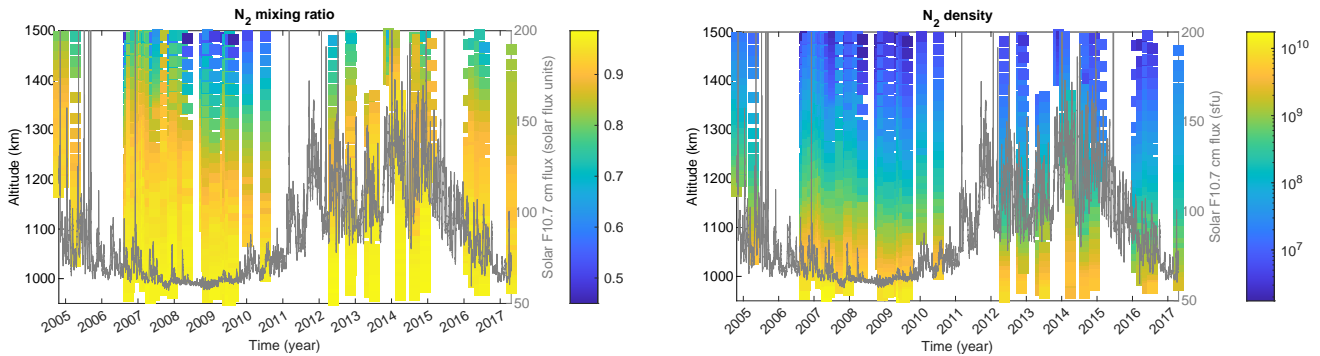 N2 mixing ratio
1500
1400
1300
1200
1100
1000
Altitude (km)
200
150
100
50
Solar F10.7 cm flux (solar flux units)
0.9
0.8
0.7
0.6
0.5
2005 2006 2007 2008 2009 2010 2011 2012 2013 2014 2015 2016 2017
Time (year)
N2 density
1500
1400
1300
1200
1100
1000
Altitude (km)
200
150
100
50
Solar F10.7 cm flux (sfu)
10^10
10^9
10^8
10^7
2005 2006 2007 2008 2009 2010 2011 2012 2013 2014 2015 2016 2017
Time (year)